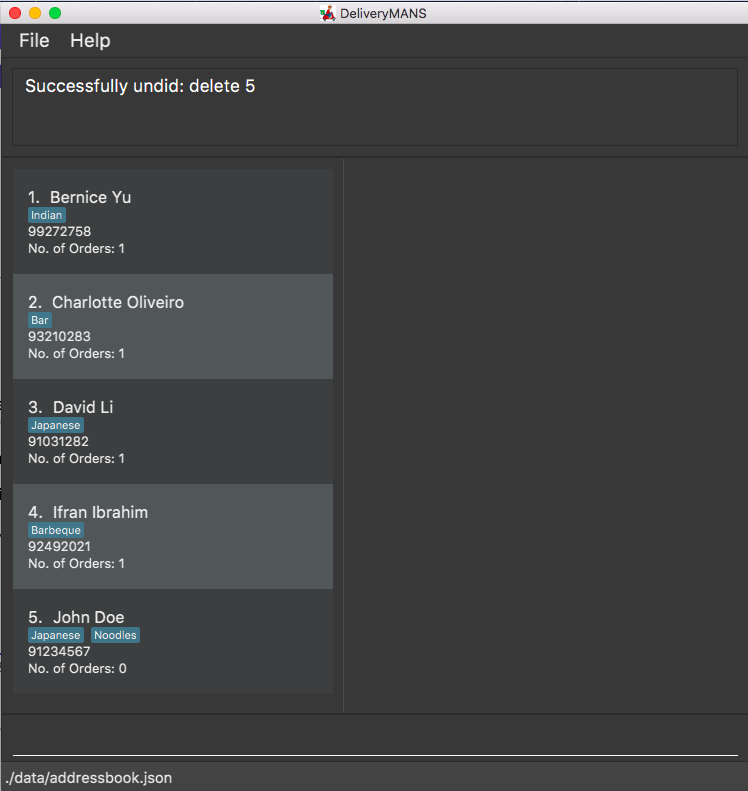 DeliveryMANS
File Help
Successfully undid: delete 5
1. Bernice Yu
Indian
99272758
No. of Orders: 1
2. Charlotte Oliveiro
Bar
93210283
No. of Orders: 1
3. David Li
Japanese
91031282
No. of Orders: 1
4. Ifran Ibrahim
Barbeque
92492021
No. of Orders: 1
5. John Doe
Japanese Noodles
91234567
No. of Orders: 0
./data/addressbook.json